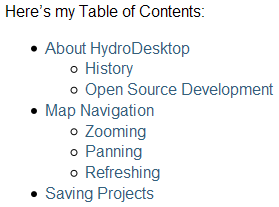 Here's my Table of Contents:
About HydroDesktop
History
Open Source Development
Map Navigation
Zooming
Panning
Refreshing
Saving Projects